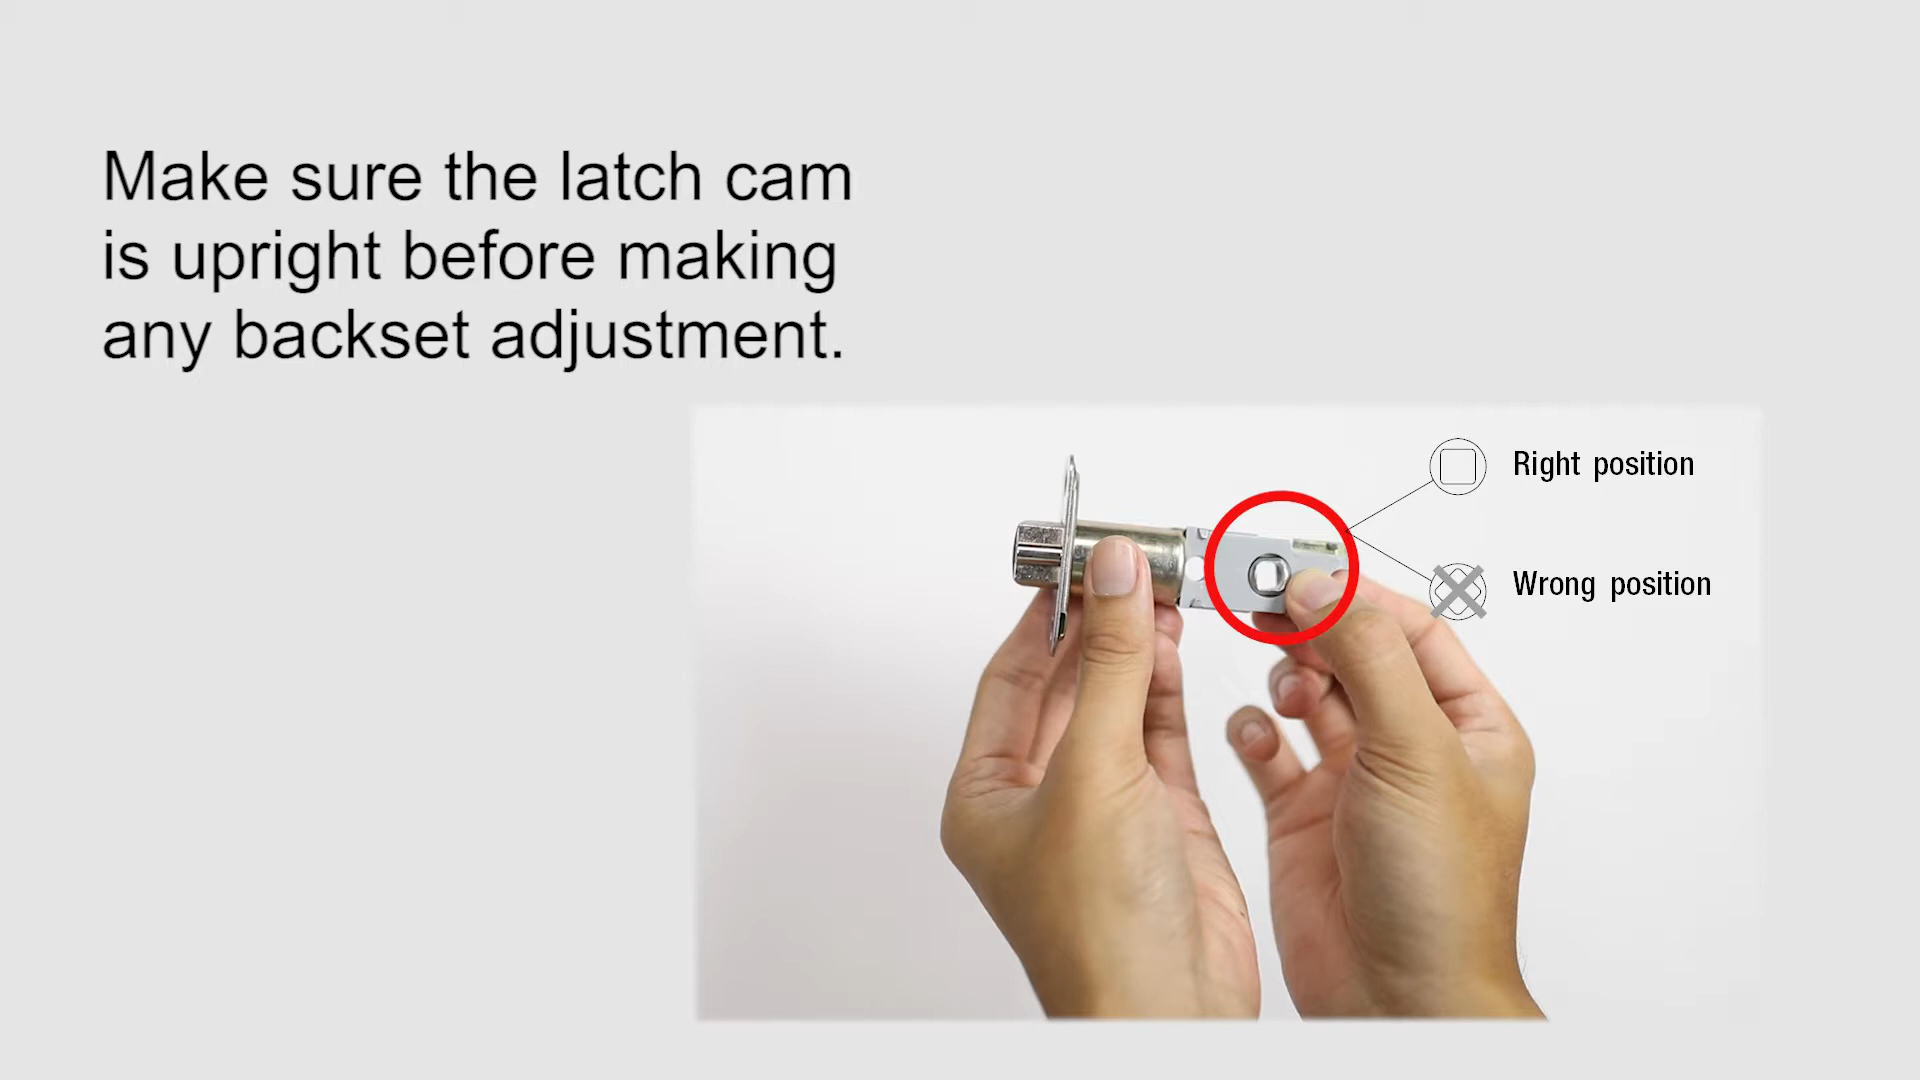 Make sure the latch cam
is upright before making
any backset adjustment.
Right position
Wrong position